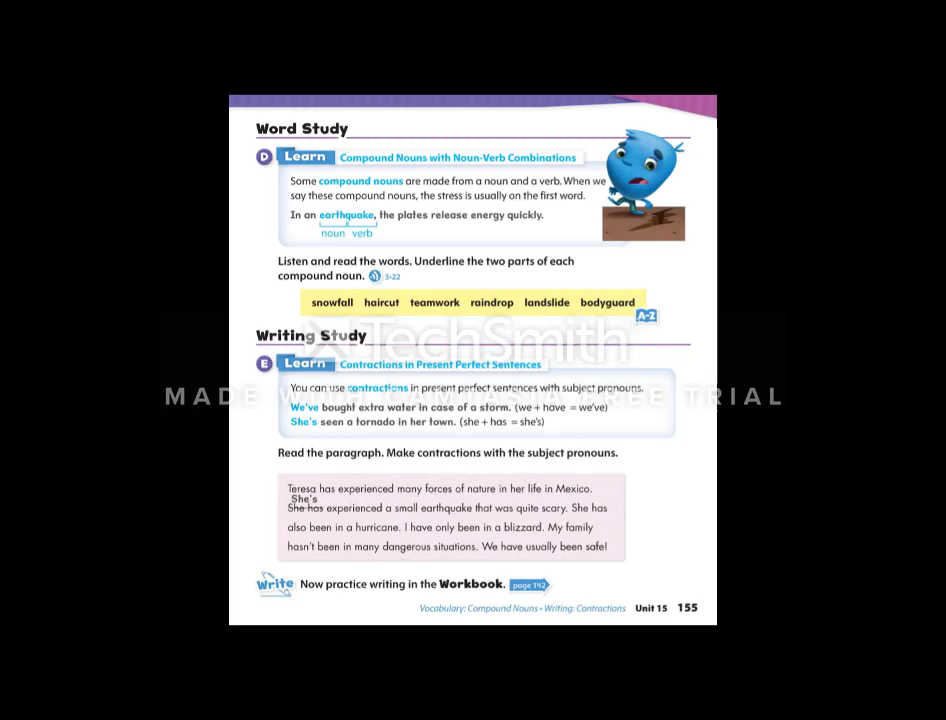 Word Study
D Learn Compound Nouns with Noun-Verb Combinations
Some compound nouns are made from a noun and a verb. When we
say these compound nouns, the stress is usually on the first word.
In an earthquake, the plates release energy quickly.
noun verb
Listen and read the words. Underline the two parts of each
compound noun. 3•22
snowfall haircut teamwork raindrop landslide bodyguard
A-Z
Writing Study
TechSmith
E Learn Contractions in Present Perfect Sentences
You can use contractions in present perfect sentences with subject pronouns.
MADE WITH CAMTASIA FREE TRIAL
We've bought extra water in case of a storm. (we + have = we've)
She's seen a tornado in her town. (she + has = she's)
Read the paragraph. Make contractions with the subject pronouns.
Teresa has experienced many forces of nature in her life in Mexico.
She's
She has experienced a small earthquake that was quite scary. She has
also been in a hurricane. I have only been in a blizzard. My family
hasn't been in many dangerous situations. We have usually been safe!
Write Now practice writing in the Workbook. page 142
Vocabulary: Compound Nouns • Writing: Contractions Unit 15 155